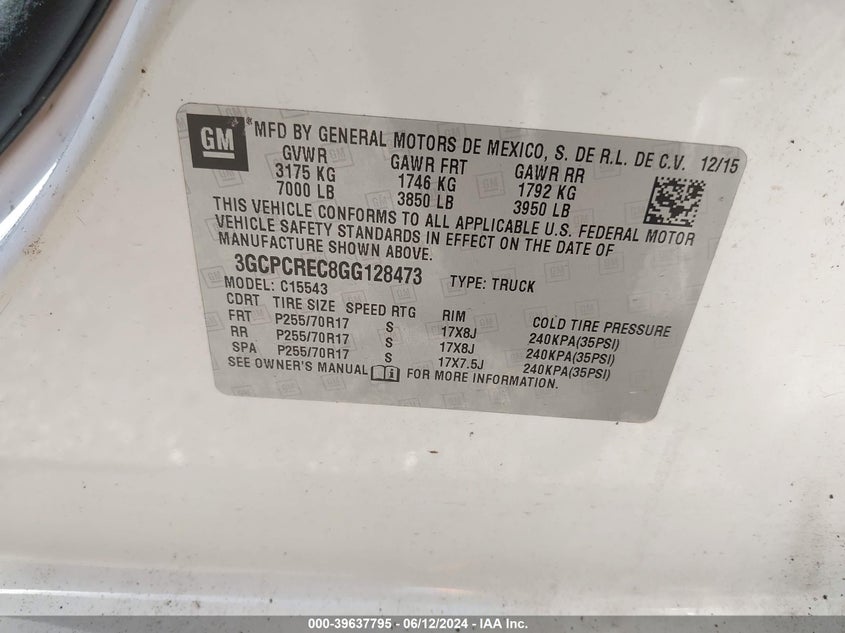 GM
® MFD BY GENERAL MOTORS DE MEXICO, S. DE R.L. DE C.V. 12/15
GVWR GAWR FRT GAWR RR
3175 KG 1746 KG 1792 KG
7000 LB 3850 LB 3950 LB
THIS VEHICLE CONFORMS TO ALL APPLICABLE U.S. FEDERAL MOTOR
VEHICLE SAFETY STANDARDS IN EFFECT ON THE DATE OF
MANUFACTURE SHOWN ABOVE.
3GCPCREC8GG128473 TYPE: TRUCK
MODEL: C15543
CDRT TIRE SIZE SPEED RTG RIM COLD TIRE PRESSURE
FRT P255/70R17 S 17X8J 240KPA(35PSI)
RR P255/70R17 S 17X8J 240KPA(35PSI)
SPA P255/70R17 S 17X7.5J 240KPA(35PSI)
SEE OWNER'S MANUAL FOR MORE INFORMATION.
000-39637795 - 06/12/2024 - IAA Inc.